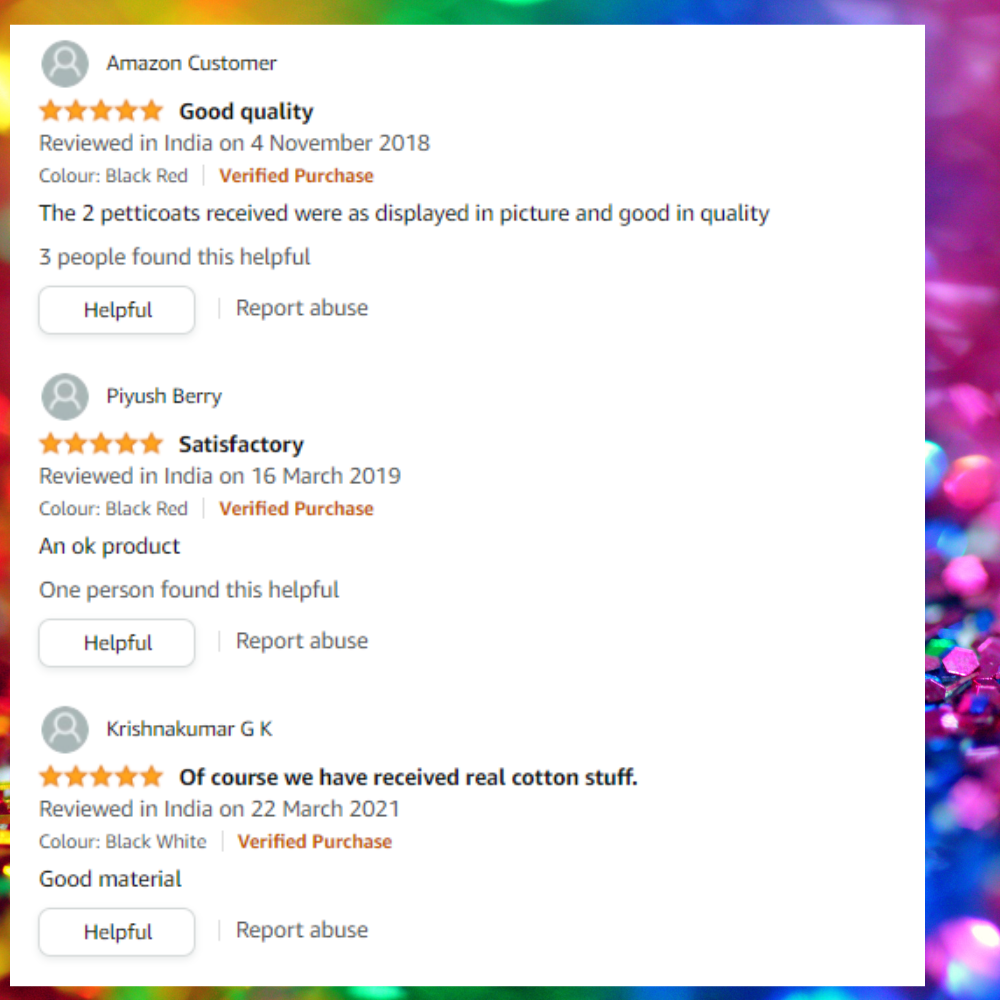 Amazon Customer
Good quality
Reviewed in India on 4 November 2018
Colour: Black Red Verified Purchase
The 2 petticoats received were as displayed in picture and good in quality
3 people found this helpful
Helpful Report abuse
Piyush Berry
Satisfactory
Reviewed in India on 16 March 2019
Colour: Black Red Verified Purchase
An ok product
One person found this helpful
Helpful Report abuse
Krishnakumar G K
Of course we have received real cotton stuff.
Reviewed in India on 22 March 2021
Colour: Black White Verified Purchase
Good material
Helpful Report abuse